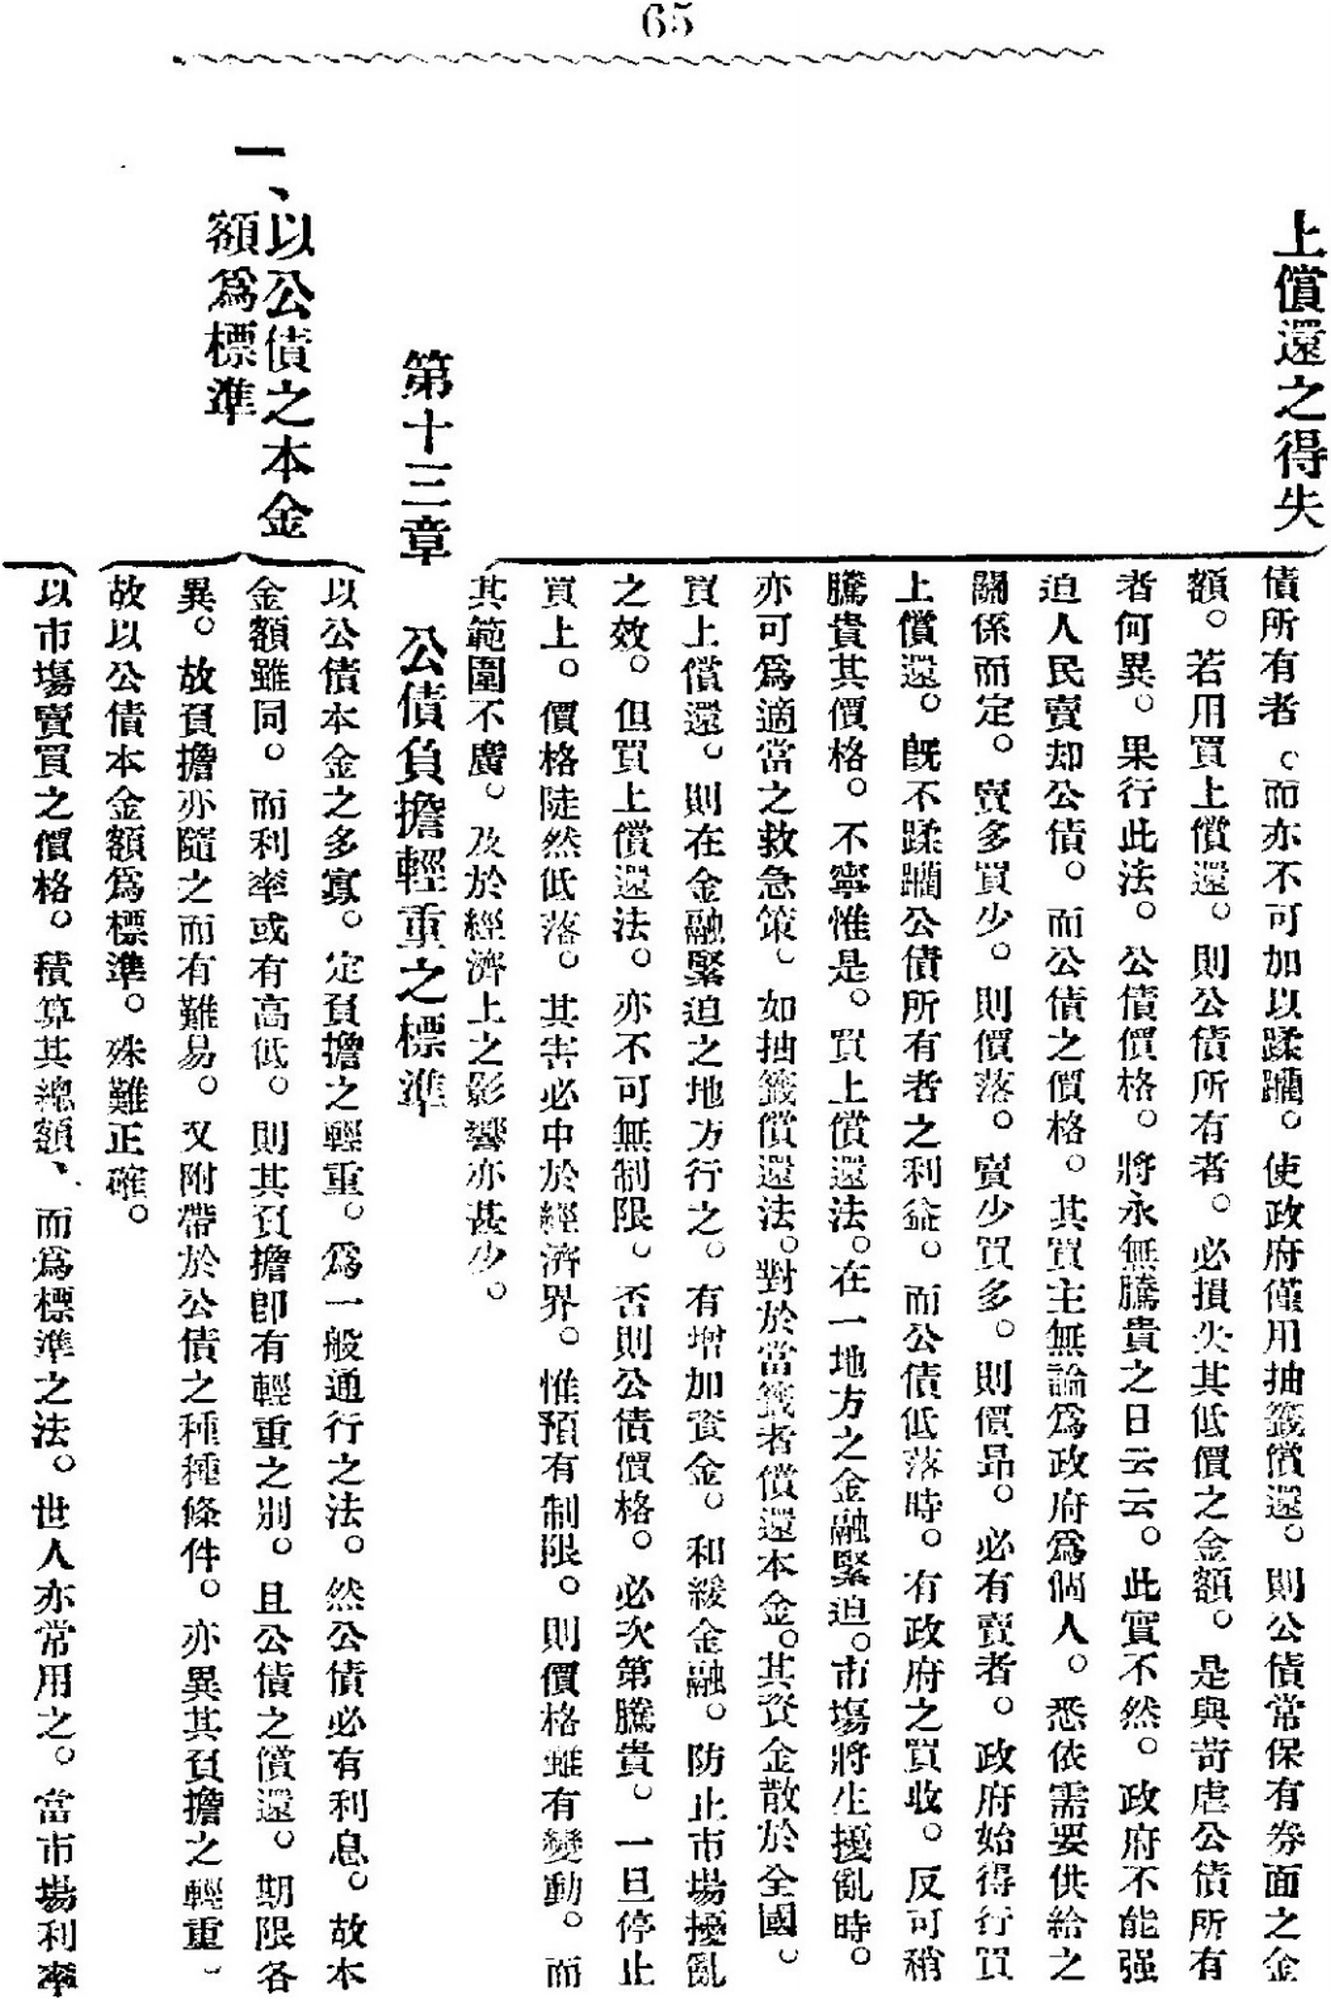 65
上償還之得失
債所有者。而亦不可加以蹂躪。使政府僅用抽籤償還。則公債常保有券面之金
額。若用買上償還。則公債所有者。必損失其低價之金額。是與苛虐公債所有
者何異。果行此法。公債價格。將永無騰貴之日云云。此實不然。政府不能强
迫人民賣却公債。而公債之價格。其買主無論爲政府爲個人。悉依需要供給之
關係而定。賣多買少。則價落。賣少買多。則價昂。必有賣者。政府始得行買
上償還。旣不蹂躪公債所有者之利益。而公債低落時。有政府之買收。反可稍
騰貴其價格。不寧惟是。買上償還法。在一地方之金融緊迫。市塲將生擾亂時。
亦可爲適當之救急策。如抽籤償還法。對於當籤者償還本金。其資金散於全國。
買上償還。則在金融緊迫之地方行之。有增加資金。和緩金融。防止市塲擾亂
之效。但買上償還法。亦不可無制限。否則公債價格。必次第騰貴。一旦停止
買上。價格陡然低落。其害必中於經濟界。惟預有制限。則價格雖有變動。而
其範圍不廣。及於經濟上之影響亦甚少。
第十三章 公債負擔輕重之標準
一、以公債之本金
額爲標準
以公債本金之多寡。定負擔之輕重。爲一般通行之法。然公債必有利息。故本
金額雖同。而利率或有高低。則其負擔卽有輕重之別。且公債之償還。期限各
異。故負擔亦隨之而有難易。又附帶於公債之種種條件。亦異其負擔之輕重。
故以公債本金額爲標準。殊難正確。
以市塲賣買之價格。積算其總額、而爲標準之法。世人亦常用之。當市塲利率